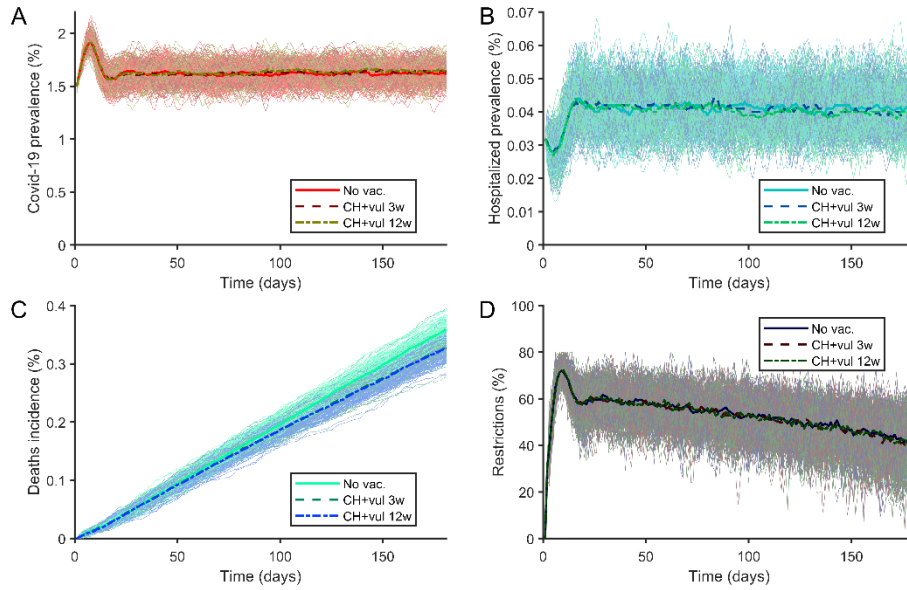 A
Covid-19 prevalence (%)
2
1.5
1
0.5
0
0
50
100
150
Time (days)
No vac.
CH+vul 3w
CH+vul 12w
B
Hospitalized prevalence (%)
0.07
0.06
0.05
0.04
0.03
0.02
0.01
0
0
50
100
150
Time (days)
No vac.
CH+vul 3w
CH+vul 12w
C
Deaths incidence (%)
0.4
0.3
0.2
0.1
0
0
50
100
150
Time (days)
No vac.
CH+vul 3w
CH+vul 12w
D
Restrictions (%)
100
80
60
40
20
0
0
50
100
150
Time (days)
No vac.
CH+vul 3w
CH+vul 12w